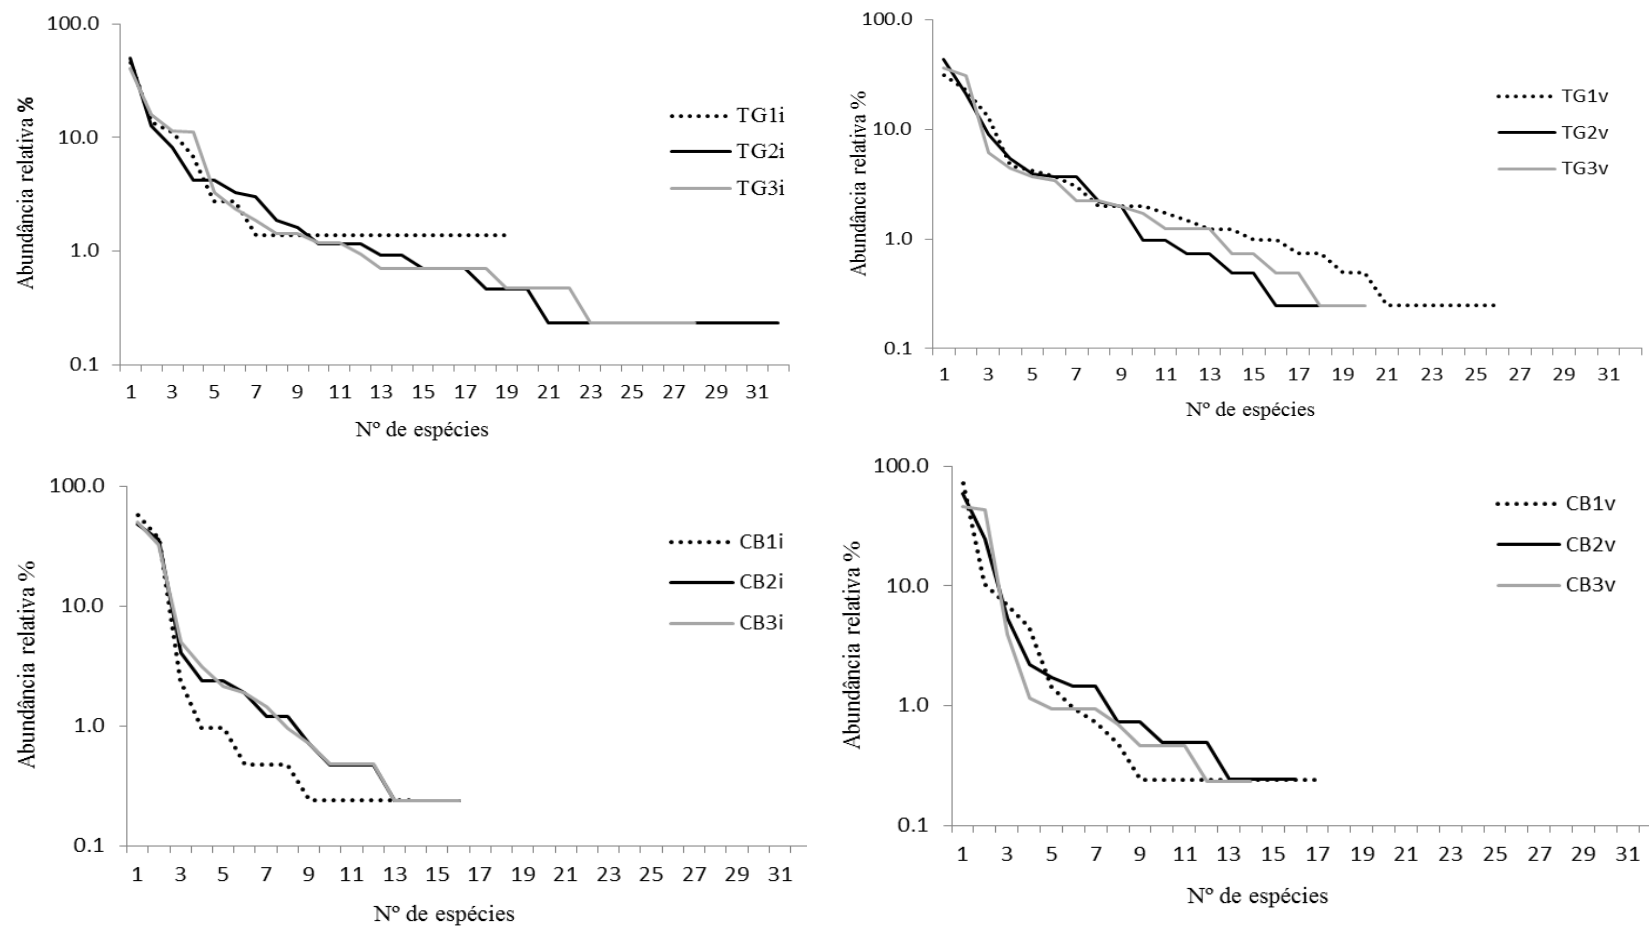 Abundância relativa %
100.0
10.0
1.0
0.1
1 3 5 7 9 11 13 15 17 19 21 23 25 27 29 31
Nº de espécies
TG1i
TG2i
TG3i
Abundância relativa %
100.0
10.0
1.0
0.1
1 3 5 7 9 11 13 15 17 19 21 23 25 27 29 31
Nº de espécies
TG1v
TG2v
TG3v
Abundância relativa %
100.0
10.0
1.0
0.1
1 3 5 7 9 11 13 15 17 19 21 23 25 27 29 31
Nº de espécies
CB1i
CB2i
CB3i
Abundância relativa %
100.0
10.0
1.0
0.1
1 3 5 7 9 11 13 15 17 19 21 23 25 27 29 31
Nº de espécies
CB1v
CB2v
CB3v